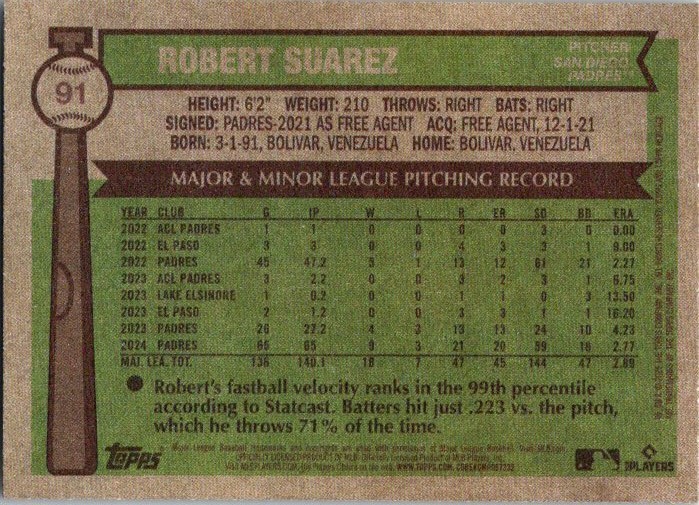 91
ROBERT SUAREZ
PITCHER
SAN DIEGO
PADRES™
HEIGHT: 6'2" WEIGHT: 210 THROWS: RIGHT BATS: RIGHT
SIGNED: PADRES-2021 AS FREE AGENT ACQ: FREE AGENT, 12-1-21
BORN: 3-1-91, BOLIVAR, VENEZUELA HOME: BOLIVAR, VENEZUELA
MAJOR & MINOR LEAGUE PITCHING RECORD
YEAR CLUB G IP W L R ER SO BB ERA
2022 ACL PADRES 1 1 0 0 0 0 3 0 0.00
2022 EL PASO 3 3 0 0 4 3 3 1 9.00
2022 PADRES 45 47.2 5 1 13 12 61 21 2.27
2023 ACL PADRES 3 2.2 0 0 3 2 3 1 6.75
2023 LAKE ELSINORE 1 0.2 0 0 1 1 0 3 13.50
2023 EL PASO 2 1.2 0 0 3 3 1 1 16.20
2023 PADRES 26 27.2 4 3 13 13 24 10 4.23
2024 PADRES 65 65 9 3 21 20 59 16 2.77
MAJ. LEA. TOT. 136 140.1 18 7 47 45 144 47 2.89
Robert's fastball velocity ranks in the 99th percentile
according to Statcast. Batters hit just .223 vs. the pitch,
which he throws 71% of the time.
Topps
WWW.TOPPS.COM
MLB PLAYERS